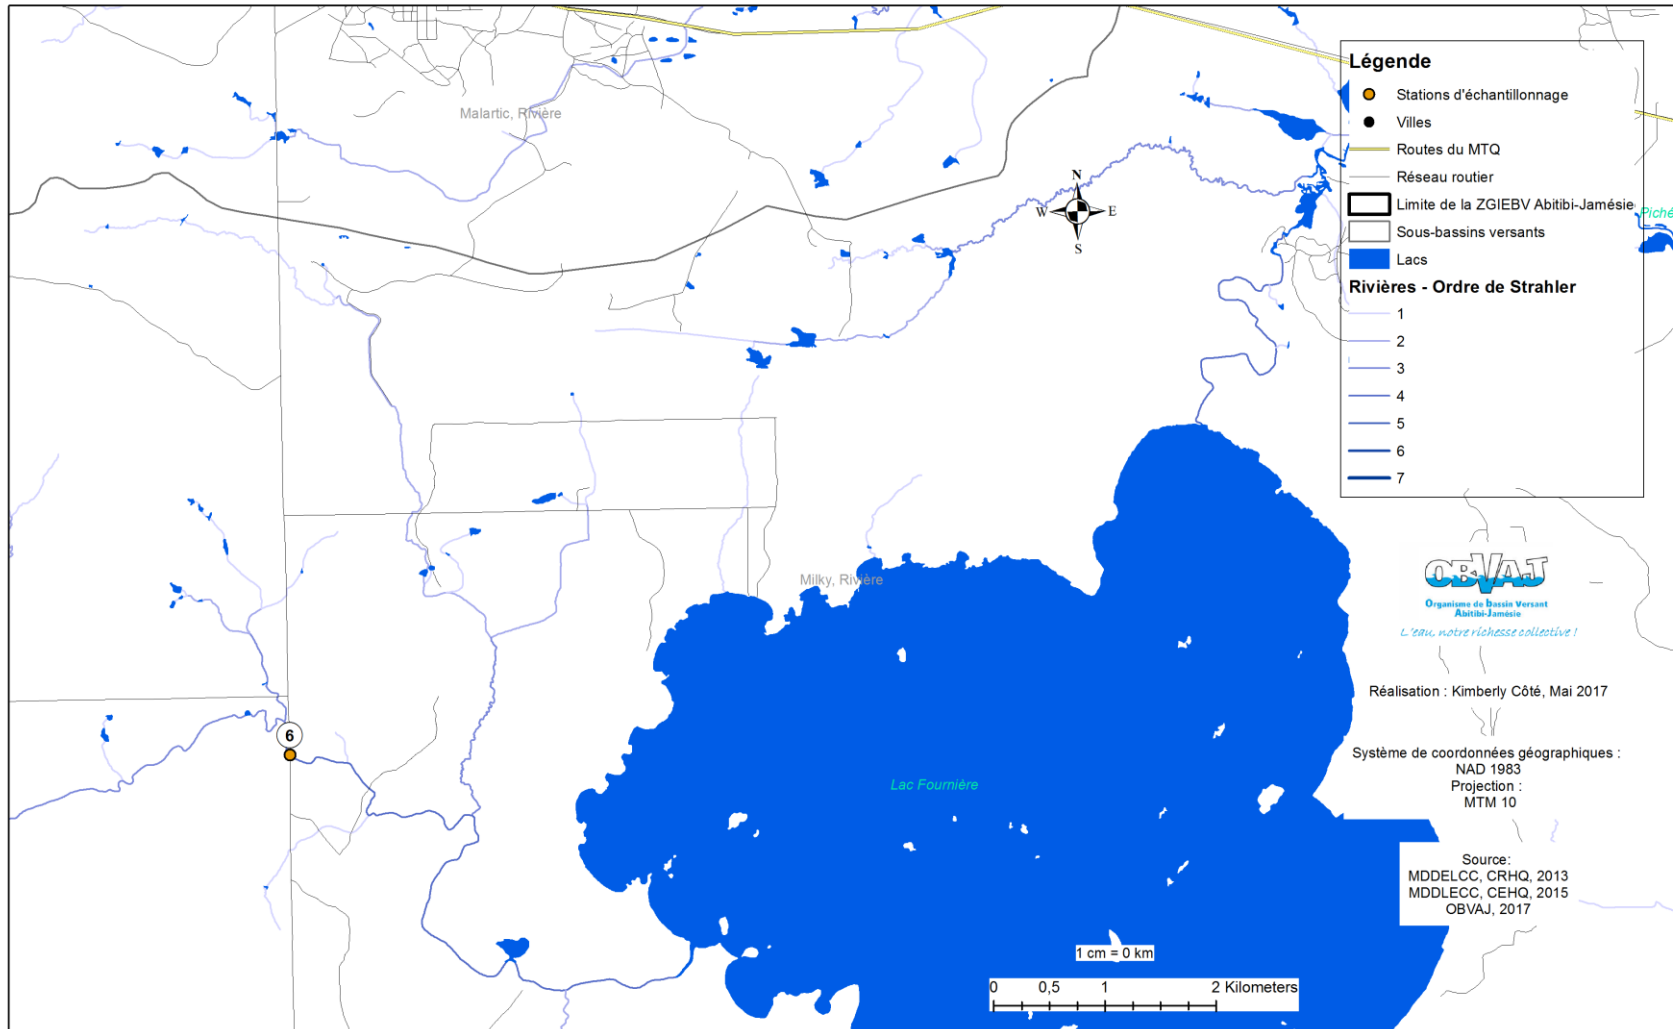 Légende
Stations d'échantillonnage
Villes
Routes du MTQ
Réseau routier
Limite de la ZGIEBV Abitibi-Jamésie
Sous-bassins versants
Lacs
Rivières - Ordre de Strahler
1
2
3
4
5
6
7
Malartic, Rivière
N
W
E
S
Piché
Milky, Rivière
OBVAJ
Organisme de bassin versant
Abitibi-Jamésie
L'eau, notre richesse collective !
Réalisation : Kimberly Côté, Mai 2017
6
Système de coordonnées géographiques :
NAD 1983
Projection :
MTM 10
Lac Fournière
Source:
MDDELCC, CRHQ, 2013
MDDLECC, CEHQ, 2015
OBVAJ, 2017
1 cm = 0 km
0 0,5 1 2 Kilometers